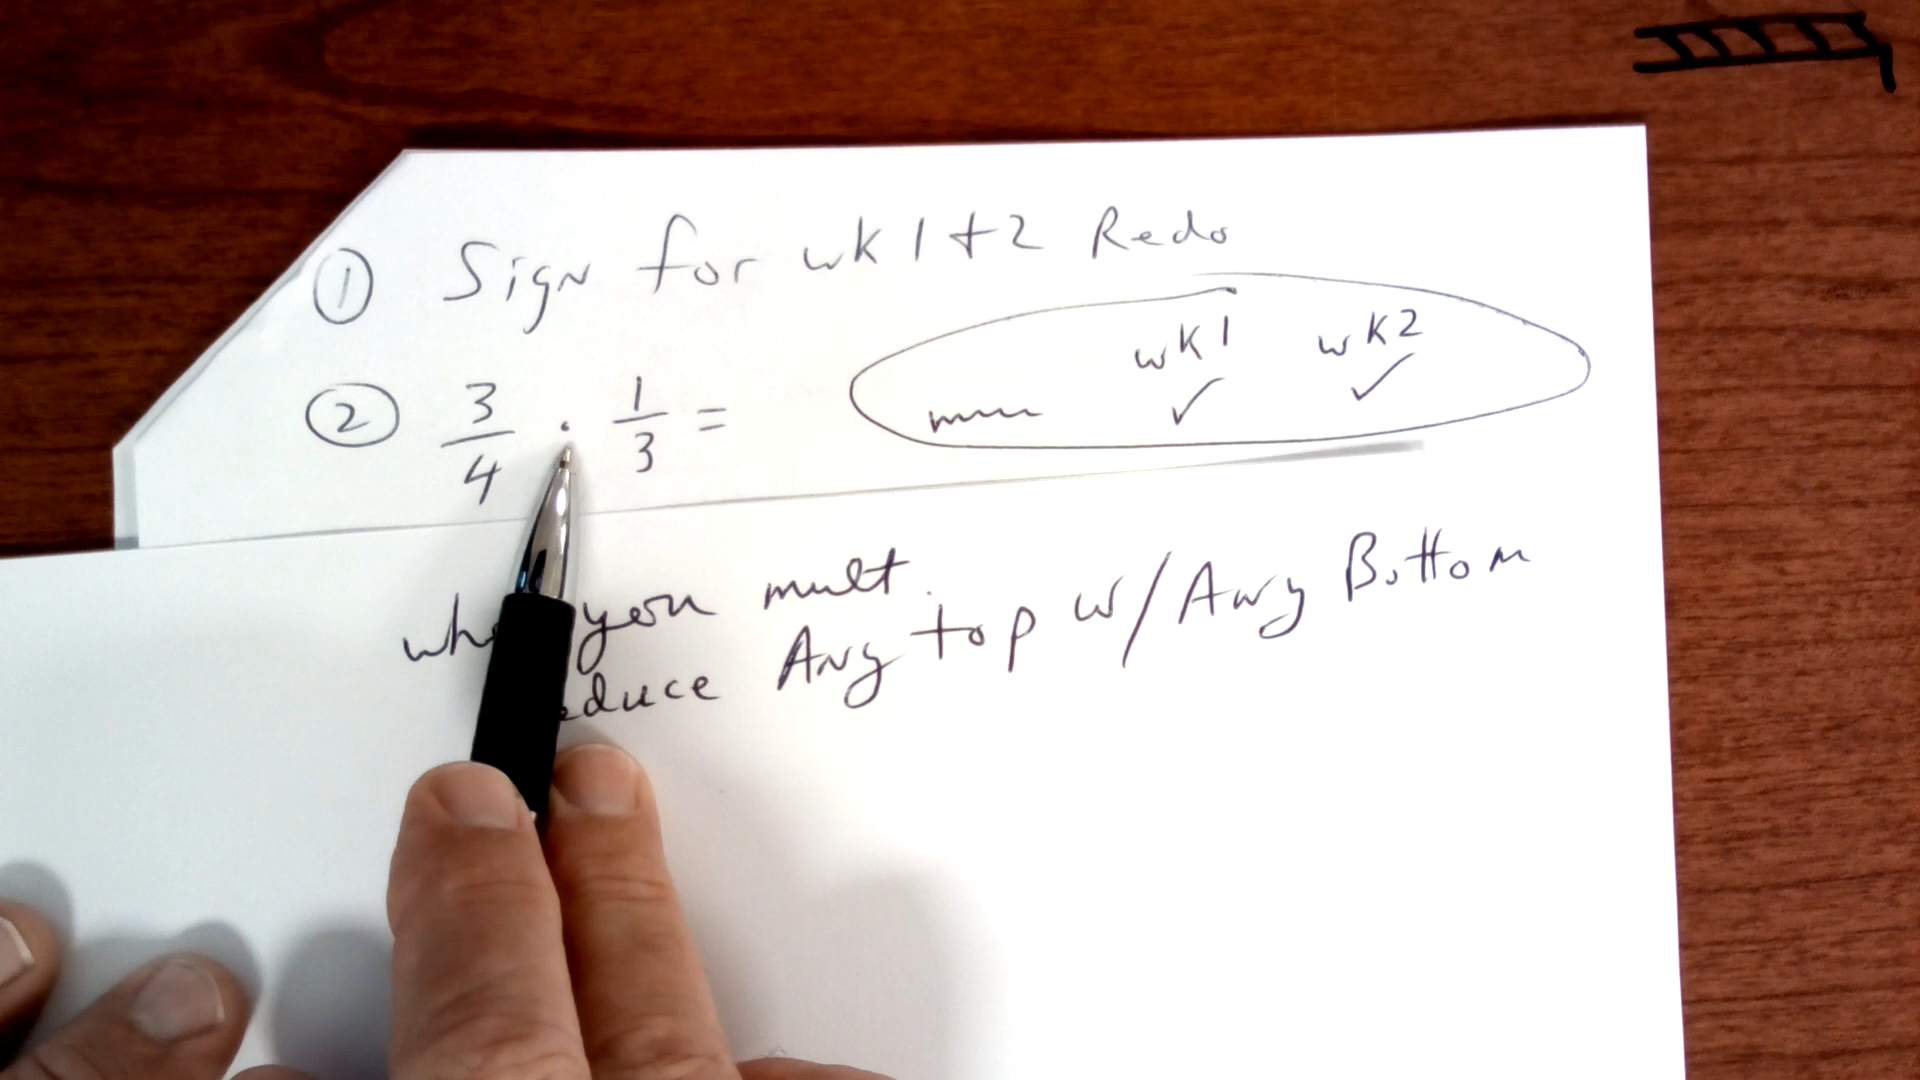 ① Sign for wk 1+2 Redo
wk1 wk2
② 3/4 · 1/3 = ✓ ✓
you mult.
Any top w/ Any Bottom